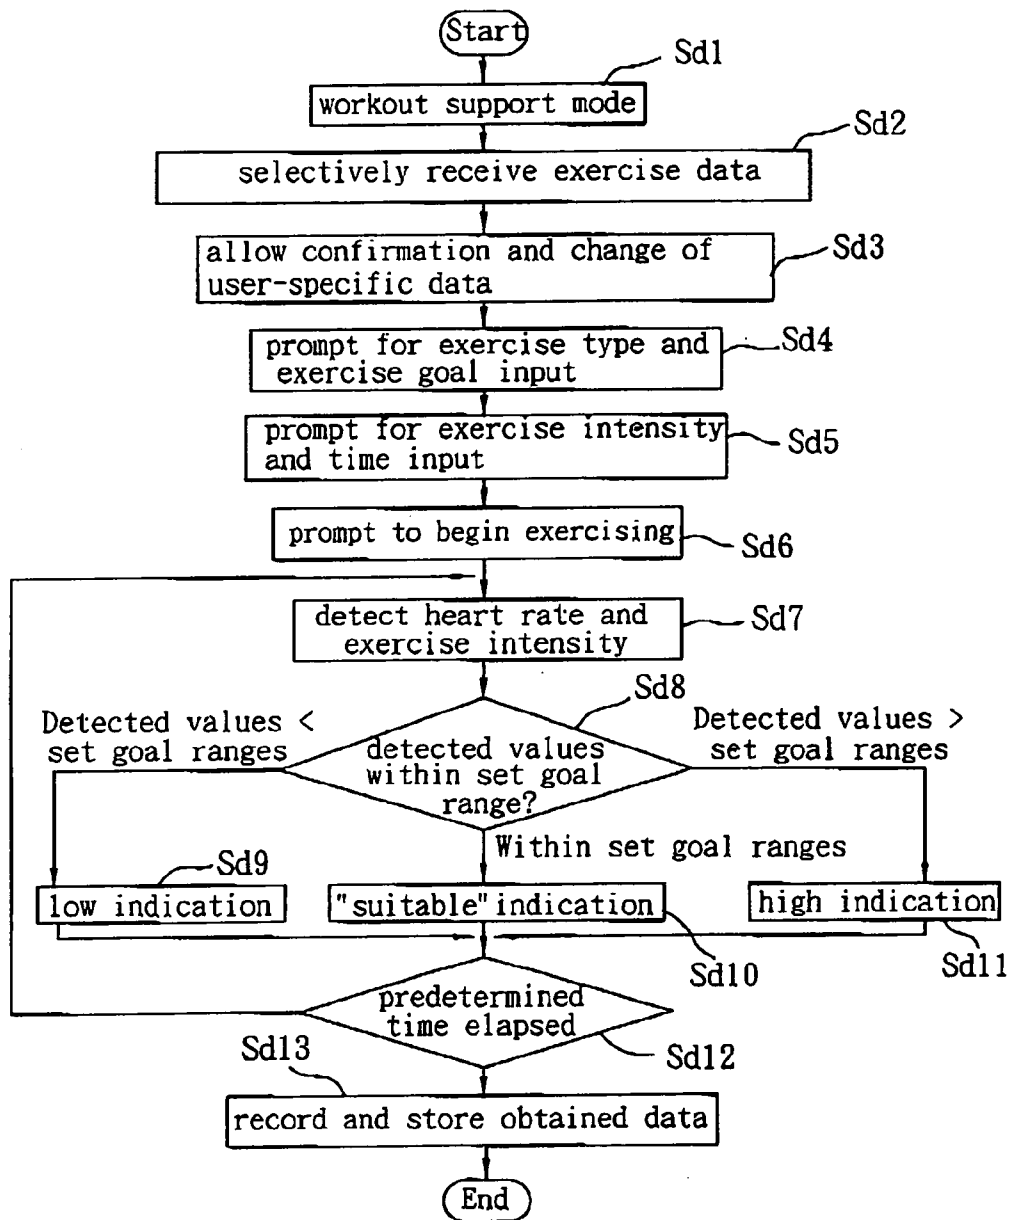 Start
Sd1
workout support mode
Sd2
selectively receive exercise data
allow confirmation and change of
user-specific data
Sd3
prompt for exercise type and
exercise goal input
Sd4
prompt for exercise intensity
and time input
Sd5
prompt to begin exercising
Sd6
detect heart rate and
exercise intensity
Sd7
Sd8
Detected values <
set goal ranges
detected values
within set goal
range?
Detected values >
set goal ranges
Within set goal ranges
Sd9
low indication
"suitable" indication
high indication
Sd10
Sd11
predetermined
time elapsed
Sd12
Sd13
record and store obtained data
End